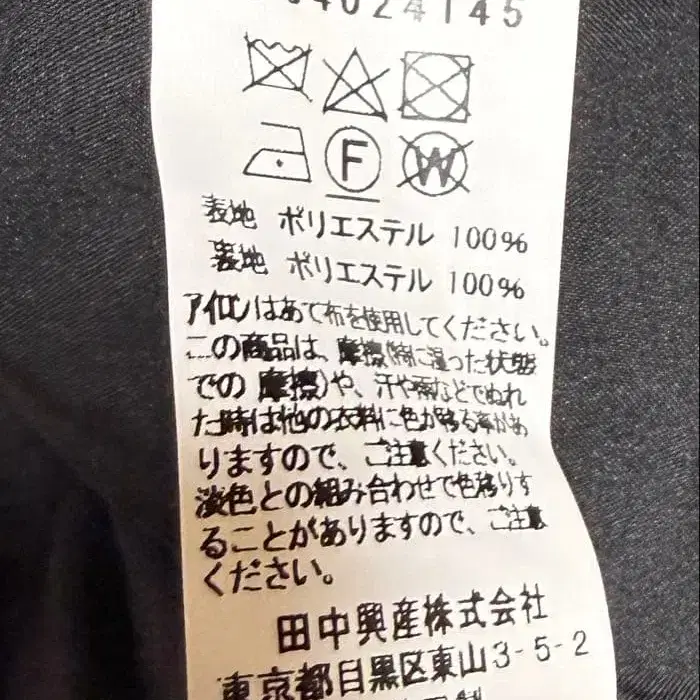 04024145
F W
表地 ポリエステル 100%
裏地 ポリエステル 100%
アイロンはあて布を使用してください。
この商品は、摩擦(特に湿った状態
での 摩擦)や、汗や雨などでぬれ
た時は他の衣料に色が移る事があ
りますので、ご注意ください。
淡色との組み合わせで色移りす
ることがありますので、ご注意
ください。
田中興産株式会社
東京都目黒区東山3-5-2